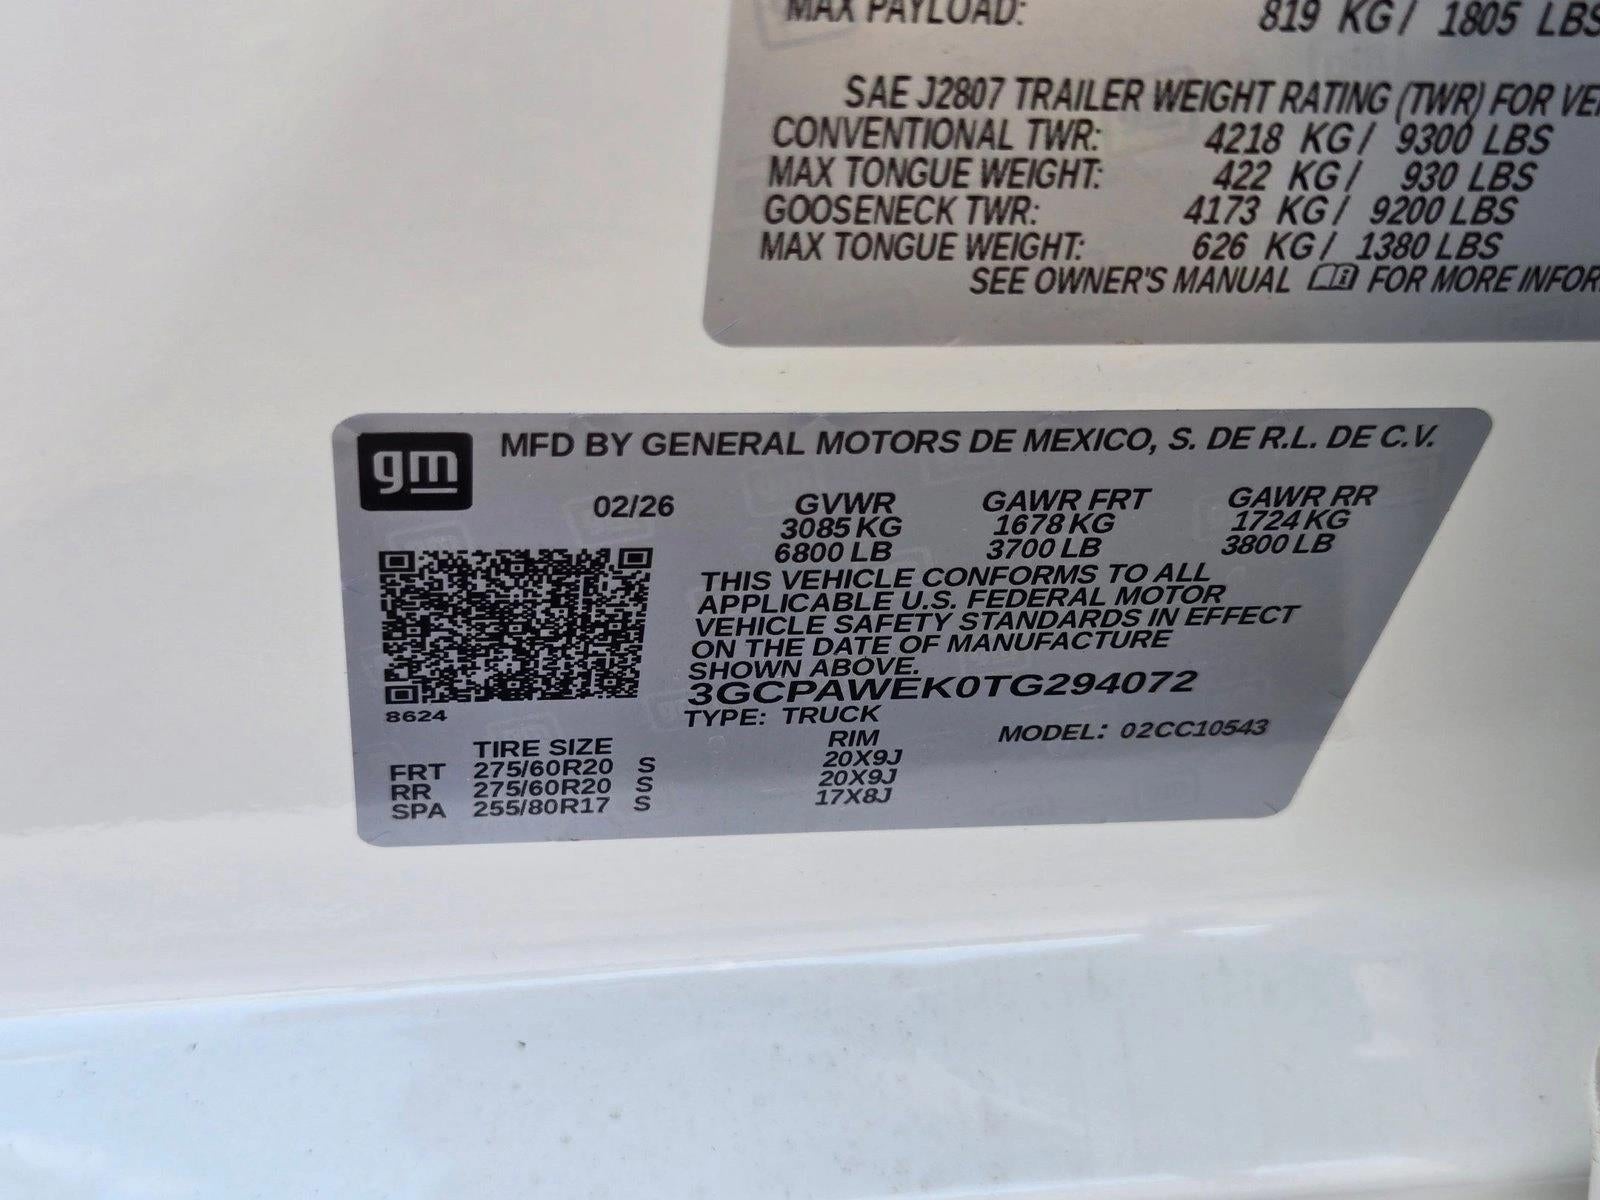 MAX PAYLOAD: 819 KG / 1805 LBS
SAE J2807 TRAILER WEIGHT RATING (TWR) FOR
CONVENTIONAL TWR: 4218 KG / 9300 LBS
MAX TONGUE WEIGHT: 422 KG / 930 LBS
GOOSENECK TWR: 4173 KG / 9200 LBS
MAX TONGUE WEIGHT: 626 KG / 1380 LBS
SEE OWNER'S MANUAL FOR MORE
gm MFD BY GENERAL MOTORS DE MEXICO, S. DE R.L. DE C.V.
02/26 GVWR GAWR FRT GAWR RR
3085 KG 1678 KG 1724 KG
6800 LB 3700 LB 3800 LB
THIS VEHICLE CONFORMS TO ALL
APPLICABLE U.S. FEDERAL MOTOR
VEHICLE SAFETY STANDARDS IN EFFECT
ON THE DATE OF MANUFACTURE
SHOWN ABOVE.
3GCPAWEK0TG294072
8624 TYPE: TRUCK MODEL: 02CC10543
TIRE SIZE RIM
FRT 275/60R20 S 20X9J
RR 275/60R20 S 20X9J
SPA 255/80R17 S 17X8J